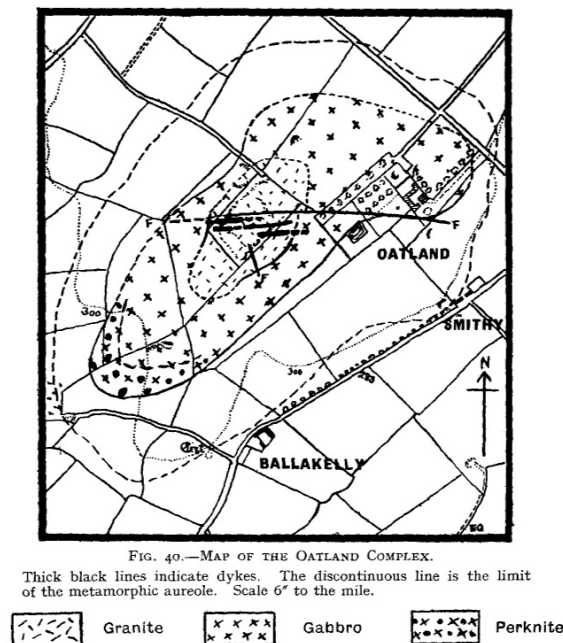 F
F
F
OATLAND
300
SMITHY
300
N
BALLAKELLY
FIG. 40.—MAP OF THE OATLAND COMPLEX.
Thick black lines indicate dykes. The discontinuous line is the limit
of the metamorphic aureole. Scale 6″ to the mile.
Granite Gabbro Perknite